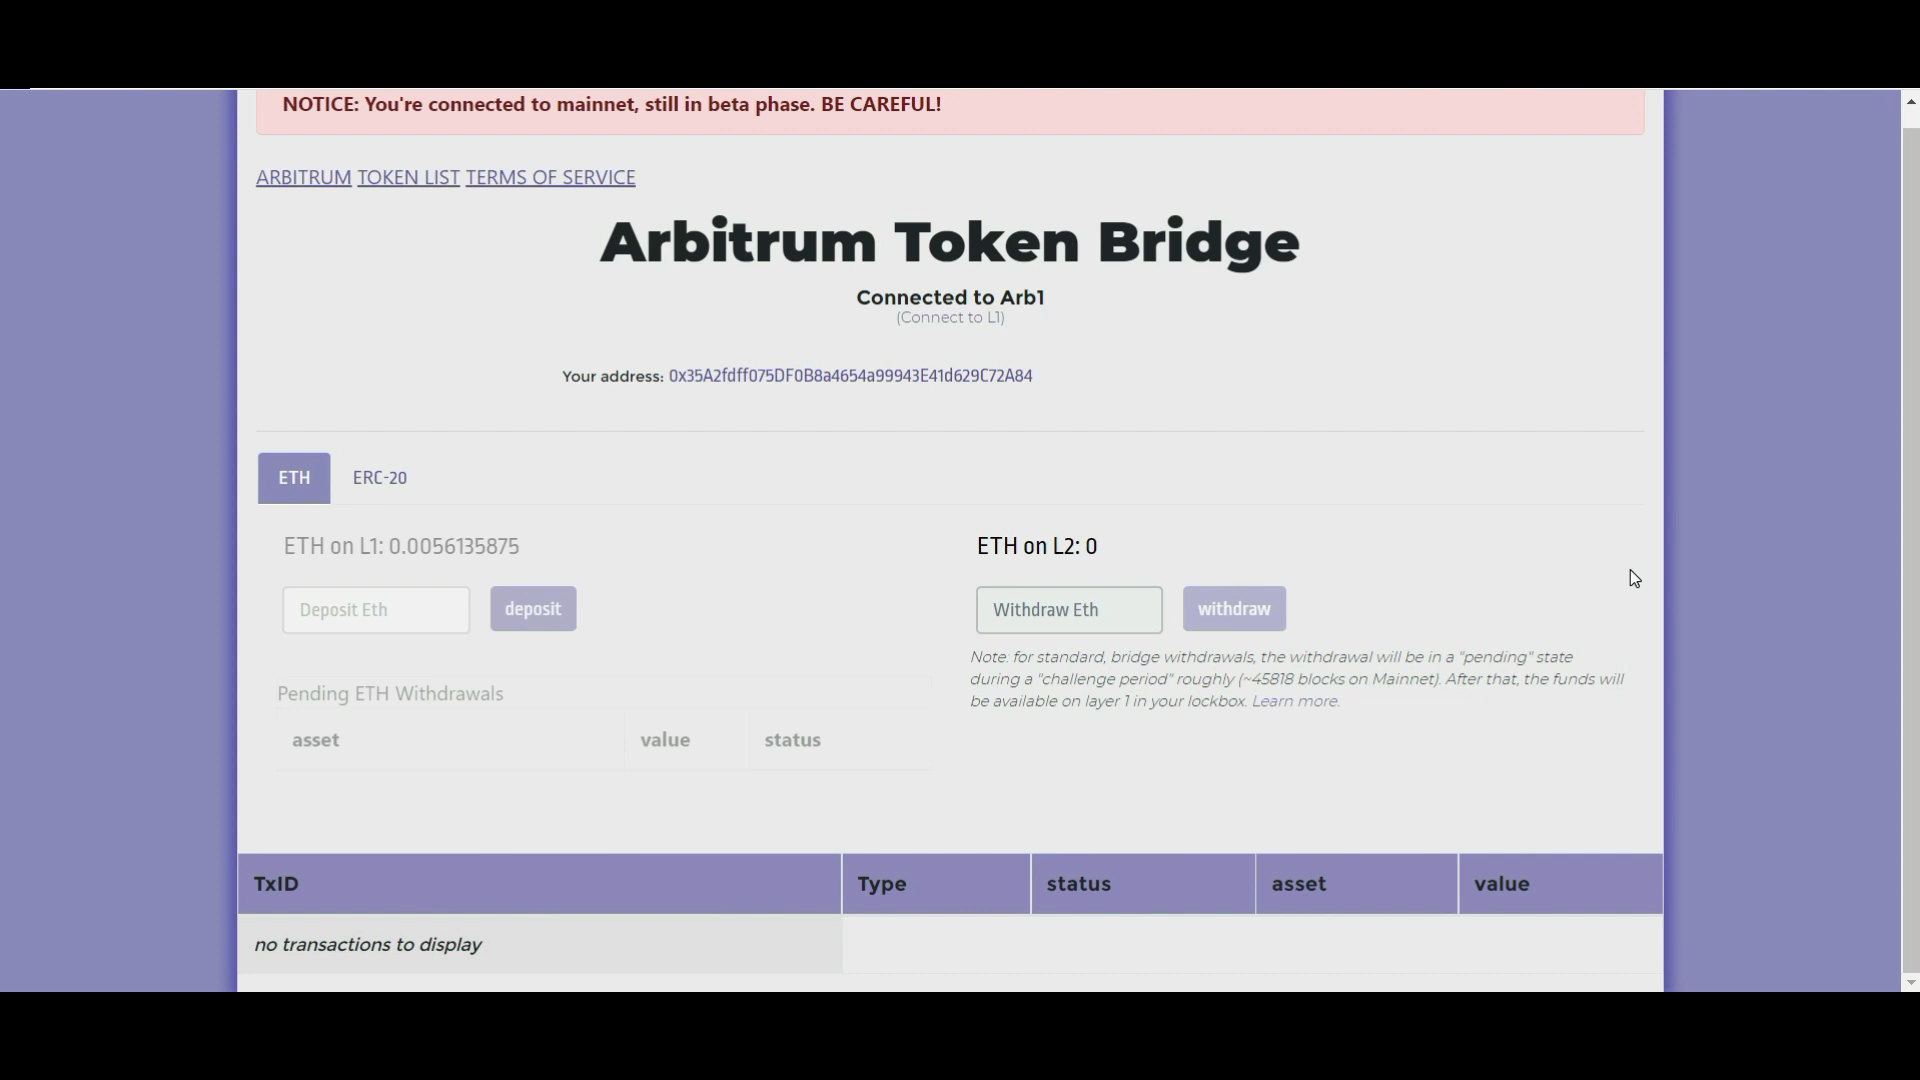 NOTICE: You're connected to mainnet, still in beta phase. BE CAREFUL!
ARBITRUM TOKEN LIST TERMS OF SERVICE
Arbitrum Token Bridge
Connected to Arb1
(Connect to L1)
Your address: 0x35A2fdff075DF0B8a4654a99943E41d629C72A84
ETH ERC-20
ETH on L1: 0.0056135875
Deposit Eth deposit
Pending ETH Withdrawals
asset value status
ETH on L2: 0
Withdraw Eth withdraw
Note: for standard, bridge withdrawals, the withdrawal will be in a "pending" state
during a "challenge period" roughly (~45818 blocks on Mainnet). After that, the funds will
be available on layer 1 in your lockbox. Learn more.
TxID Type status asset value
no transactions to display